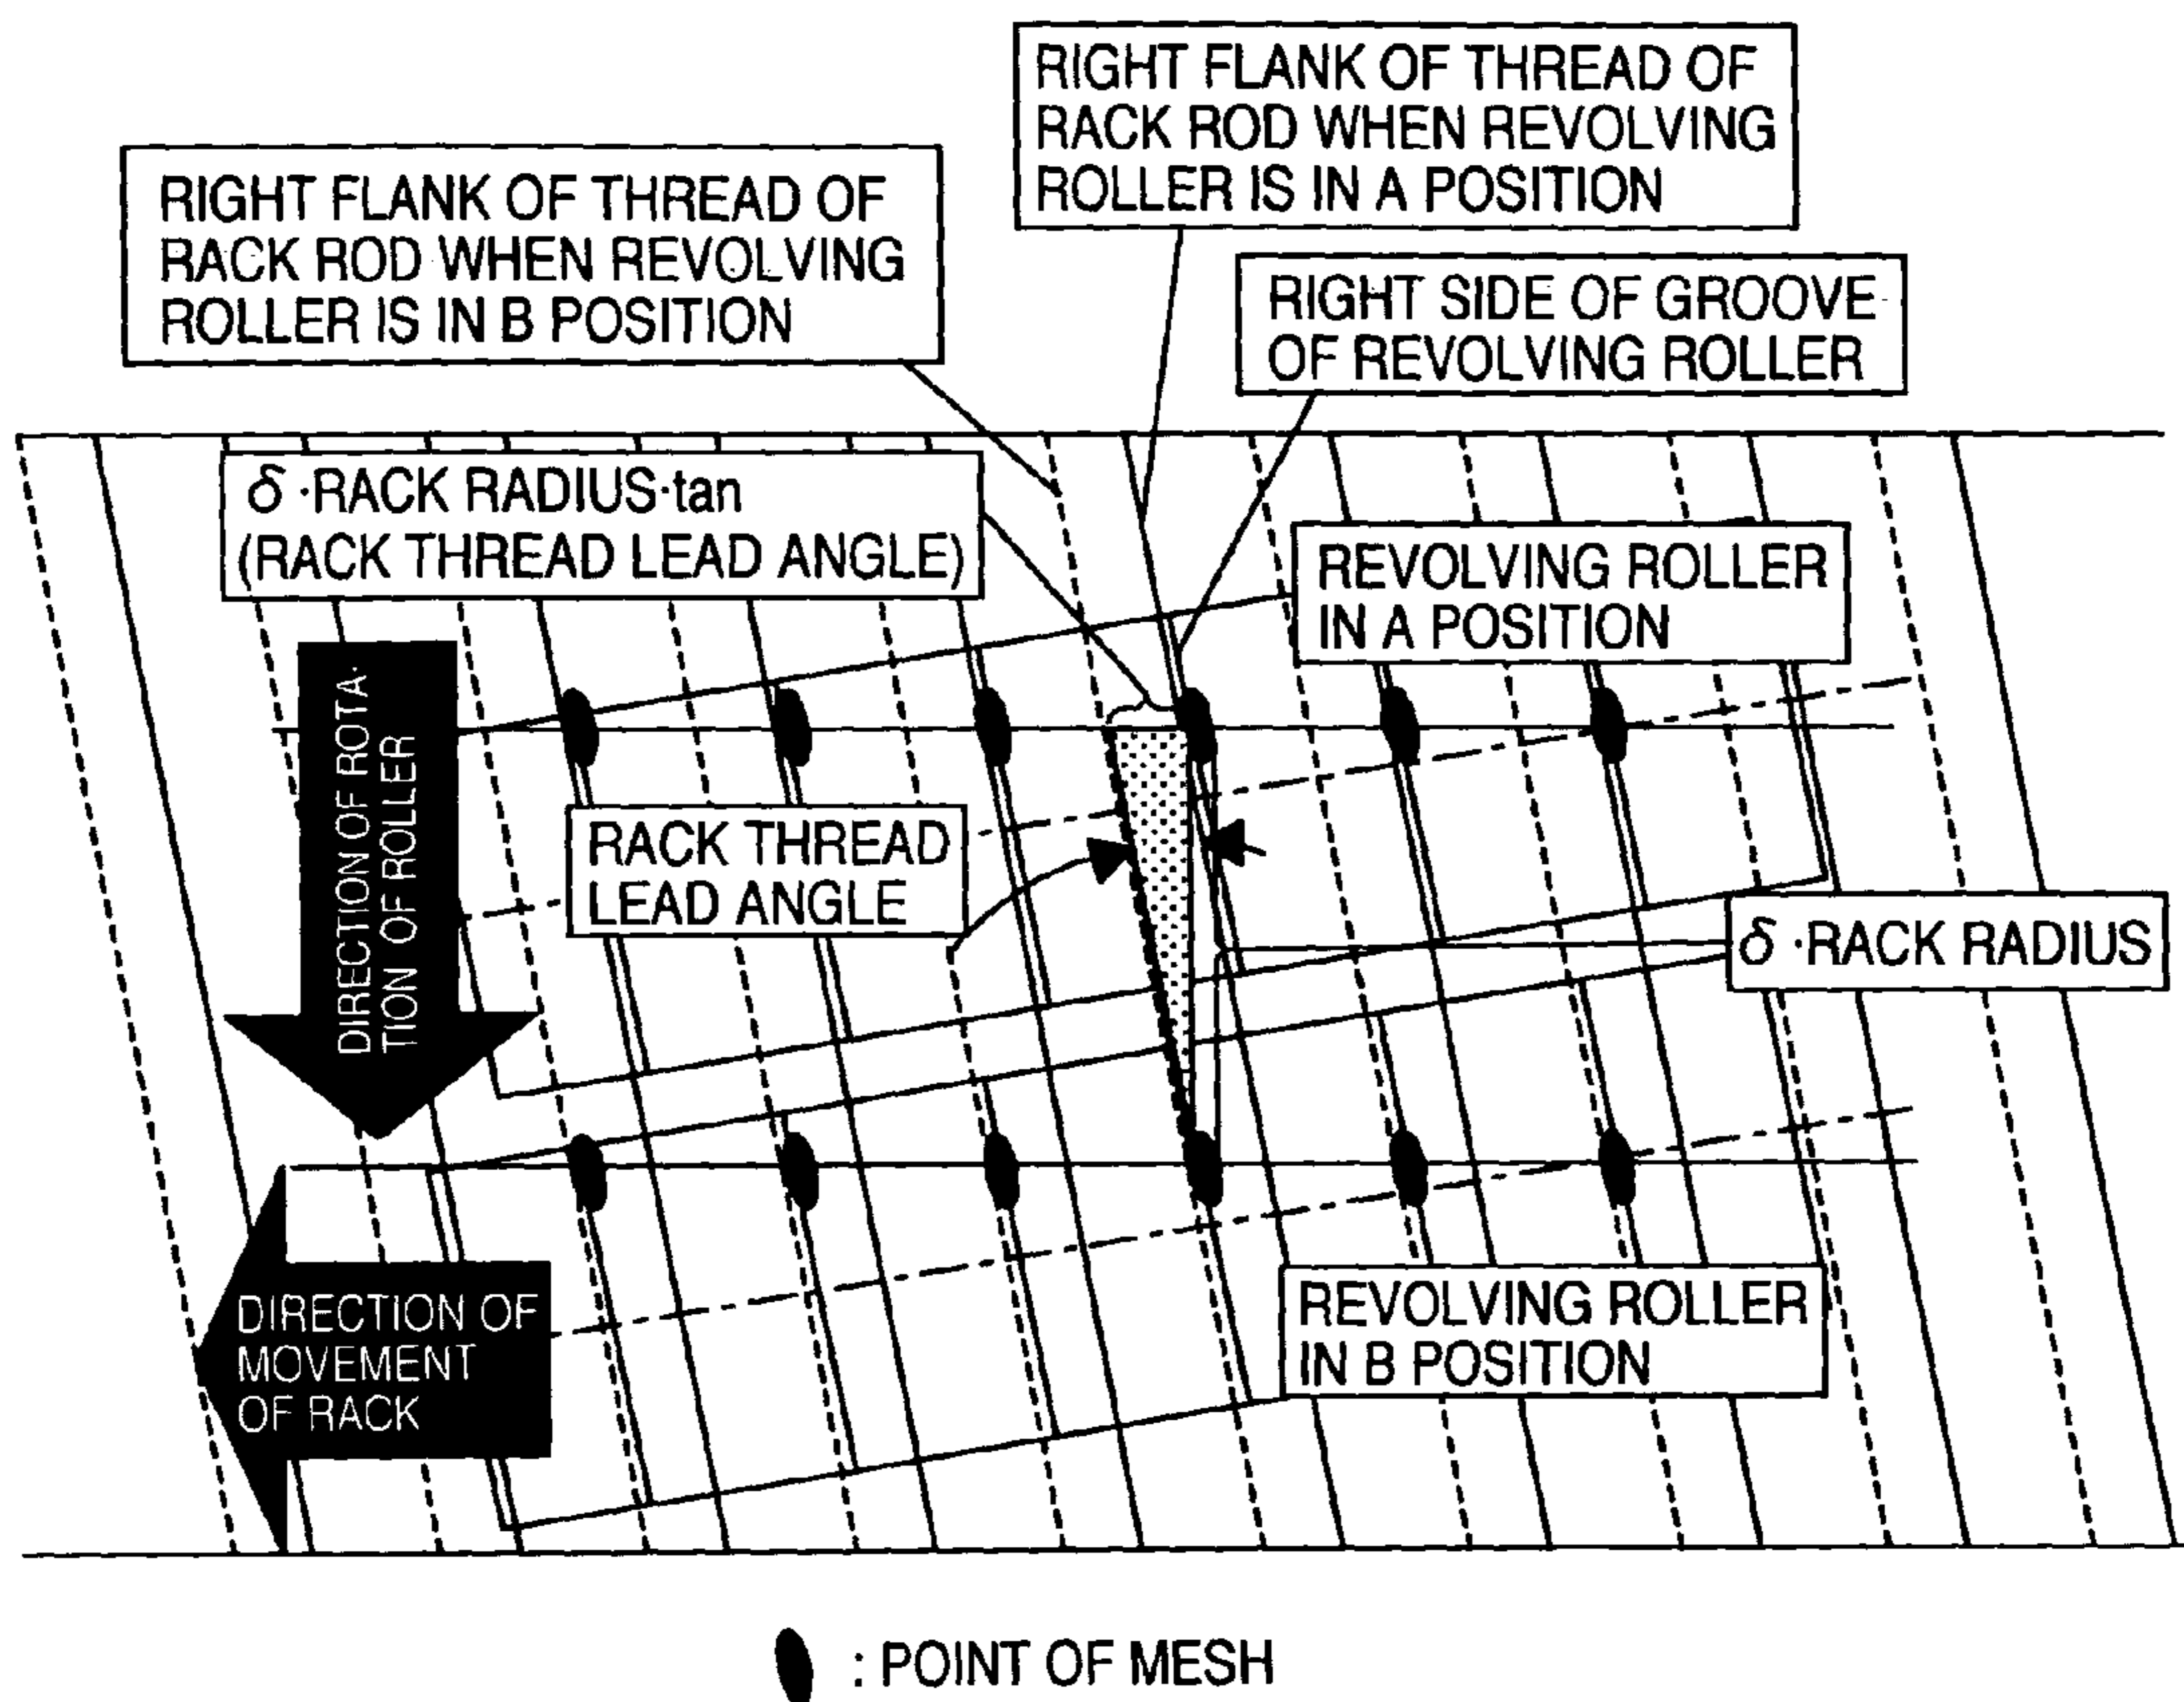 RIGHT FLANK OF THREAD OF
RACK ROD WHEN REVOLVING
ROLLER IS IN A POSITION
RIGHT FLANK OF THREAD OF
RACK ROD WHEN REVOLVING
ROLLER IS IN B POSITION
RIGHT SIDE OF GROOVE
OF REVOLVING ROLLER
δ·RACK RADIUS·tan
(RACK THREAD LEAD ANGLE)
REVOLVING ROLLER
IN A POSITION
DIRECTION OF ROTA-
TION OF ROLLER
RACK THREAD
LEAD ANGLE
δ·RACK RADIUS
DIRECTION OF
MOVEMENT
OF RACK
REVOLVING ROLLER
IN B POSITION
: POINT OF MESH